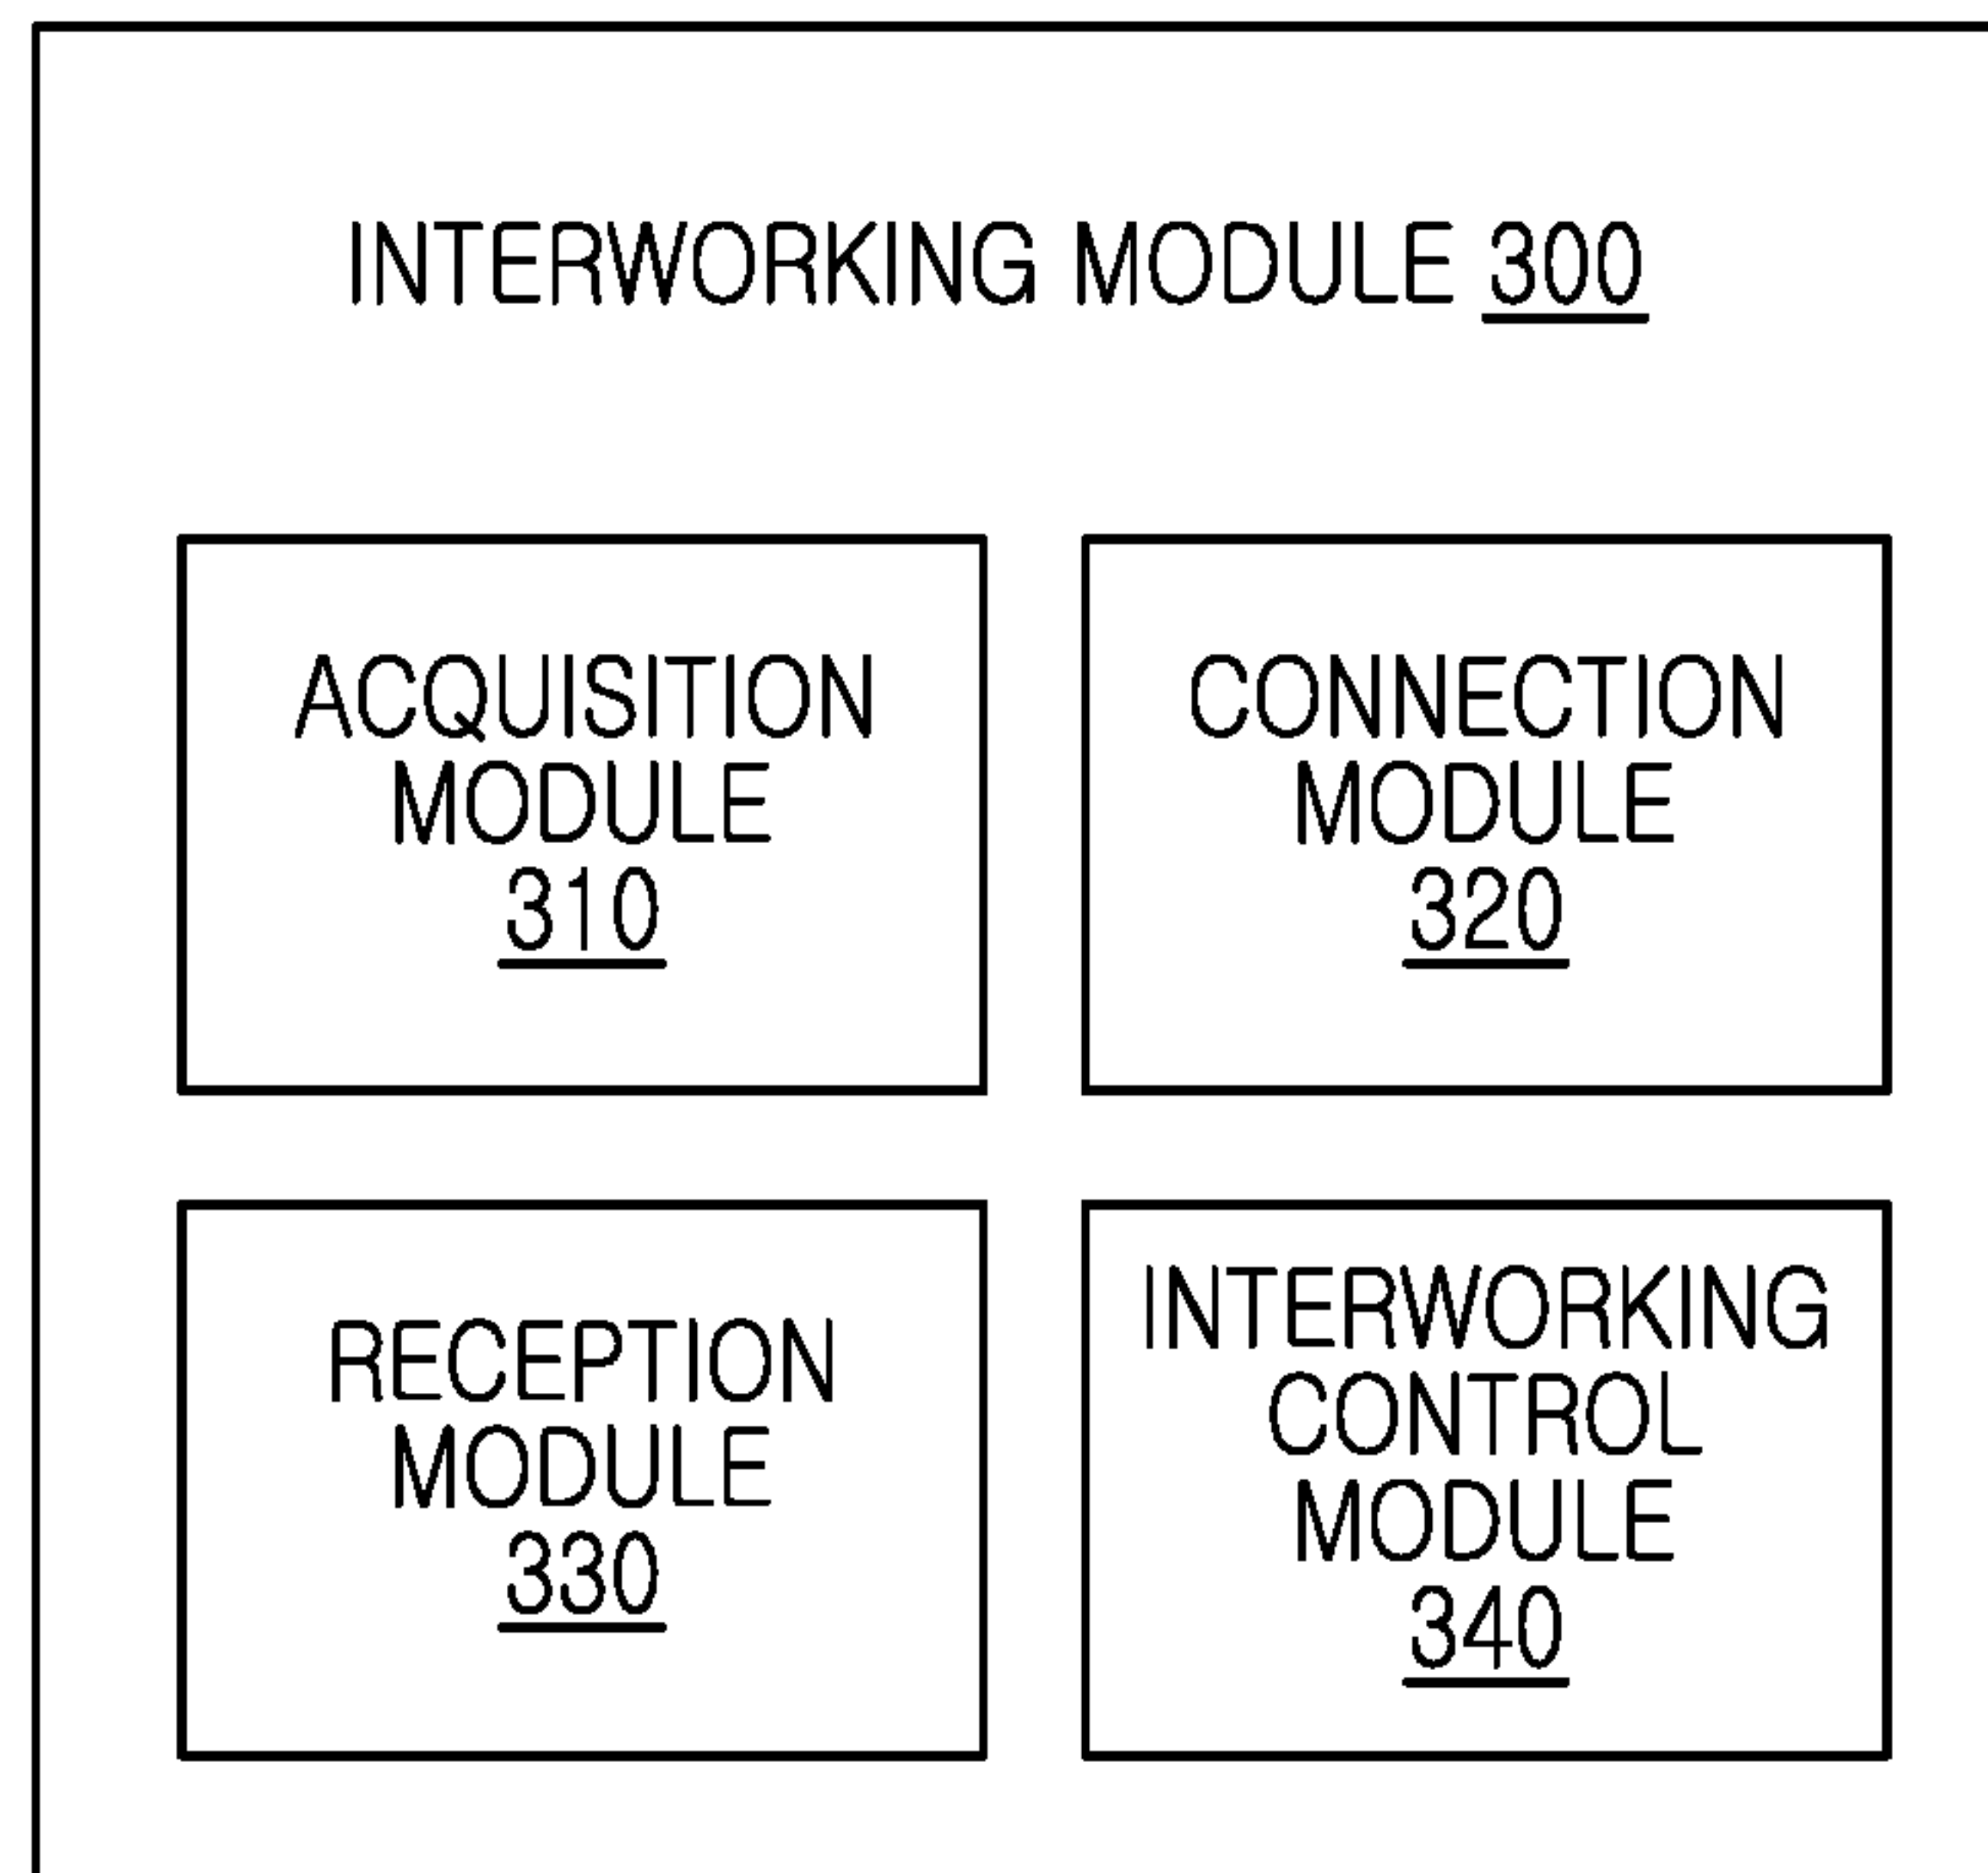 INTERWORKING MODULE 300
ACQUISITION
MODULE
310
CONNECTION
MODULE
320
RECEPTION
MODULE
330
INTERWORKING
CONTROL
MODULE
340